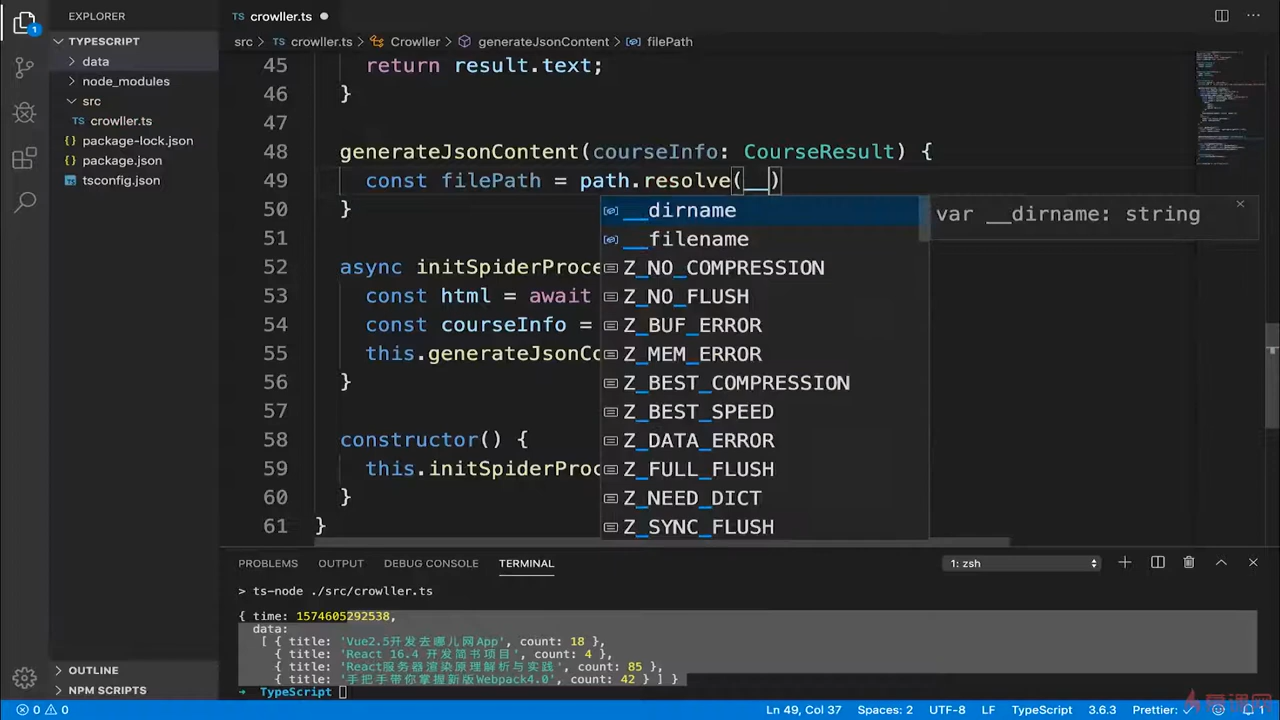 EXPLORER
TS crowller.ts
TYPESCRIPT
src > TS crowller.ts > Crowller > generateJsonContent > filePath
data
node_modules
src
TS crowller.ts
package-lock.json
package.json
TS tsconfig.json
45 return result.text;
46 }
47
48 generateJsonContent(courseInfo: CourseResult) {
49 const filePath = path.resolve(__)
50 }
51
52 async initSpiderProce
53 const html = await
54 const courseInfo =
55 this.generateJsonCo
56 }
57
58 constructor() {
59 this.initSpiderProc
60 }
61 }
__dirname
__filename
Z_NO_COMPRESSION
Z_NO_FLUSH
Z_BUF_ERROR
Z_MEM_ERROR
Z_BEST_COMPRESSION
Z_BEST_SPEED
Z_DATA_ERROR
Z_FULL_FLUSH
Z_NEED_DICT
Z_SYNC_FLUSH
var __dirname: string
PROBLEMS OUTPUT DEBUG CONSOLE TERMINAL 1: zsh
> ts-node ./src/crowller.ts
{ time: 1574605292538,
data:
[ { title: 'Vue2.5开发去哪儿网App', count: 18 },
{ title: 'React 16.4 开发简书项目', count: 4 },
{ title: 'React服务器渲染原理解析与实践', count: 85 },
{ title: '手把手带你掌握新版Webpack4.0', count: 42 } ] }
→ TypeScript
OUTLINE
NPM SCRIPTS
0 0 Ln 49, Col 37 Spaces: 2 UTF-8 LF TypeScript 3.6.3 Prettier: ✓ 1
慕课网